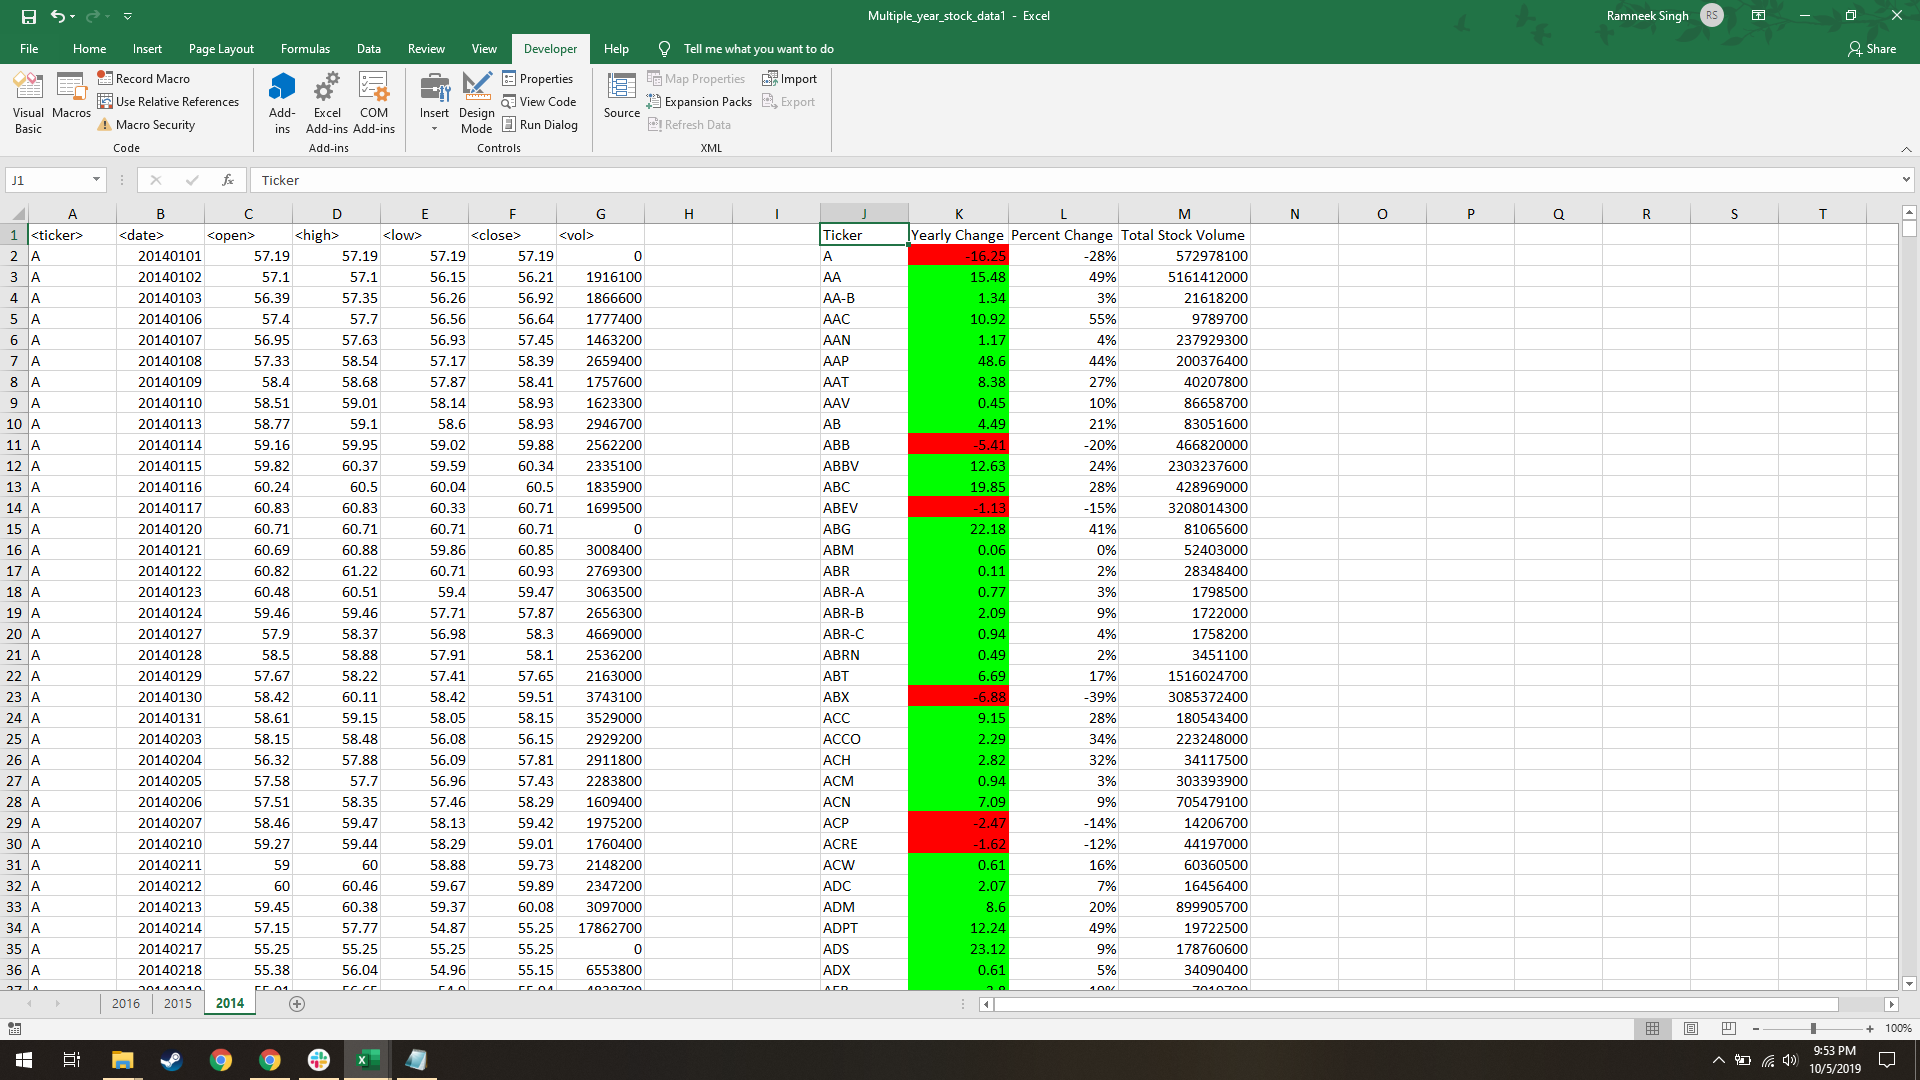 Multiple_year_stock_data1 - Excel
Ramneek Singh RS
File Home Insert Page Layout Formulas Data Review View Developer Help Tell me what you want to do Share
Visual Basic
Macros
Record Macro
Use Relative References
Macro Security
Code
Add-ins
Excel Add-ins
COM Add-ins
Add-ins
Insert
Design Mode
Properties
View Code
Run Dialog
Controls
Source
Map Properties
Expansion Packs
Refresh Data
Import
Export
XML
J1 fx Ticker
A B C D E F G H I J K L M N O P Q R S T
1 <ticker> <date> <open> <high> <low> <close> <vol> Ticker Yearly Change Percent Change Total Stock Volume
2 A 20140101 57.19 57.19 57.19 57.19 0 A -16.25 -28% 572978100
3 A 20140102 57.1 57.1 56.15 56.21 1916100 AA 15.48 49% 5161412000
4 A 20140103 56.39 57.35 56.26 56.92 1866600 AA-B 1.34 3% 21618200
5 A 20140106 57.4 57.7 56.56 56.64 1777400 AAC 10.92 55% 9789700
6 A 20140107 56.95 57.63 56.93 57.45 1463200 AAN 1.17 4% 237929300
7 A 20140108 57.33 58.54 57.17 58.39 2659400 AAP 48.6 44% 200376400
8 A 20140109 58.4 58.68 57.87 58.41 1757600 AAT 8.38 27% 40207800
9 A 20140110 58.51 59.01 58.14 58.93 1623300 AAV 0.45 10% 86658700
10 A 20140113 58.77 59.1 58.6 58.93 2946700 AB 4.49 21% 83051600
11 A 20140114 59.16 59.95 59.02 59.88 2562200 ABB -5.41 -20% 466820000
12 A 20140115 59.82 60.37 59.59 60.34 2335100 ABBV 12.63 24% 2303237600
13 A 20140116 60.24 60.5 60.04 60.5 1835900 ABC 19.85 28% 428969000
14 A 20140117 60.83 60.83 60.33 60.71 1699500 ABEV -1.13 -15% 3208014300
15 A 20140120 60.71 60.71 60.71 60.71 0 ABG 22.18 41% 81065600
16 A 20140121 60.69 60.88 59.86 60.85 3008400 ABM 0.06 0% 52403000
17 A 20140122 60.82 61.22 60.71 60.93 2769300 ABR 0.11 2% 28348400
18 A 20140123 60.48 60.51 59.4 59.47 3063500 ABR-A 0.77 3% 1798500
19 A 20140124 59.46 59.46 57.71 57.87 2656300 ABR-B 2.09 9% 1722000
20 A 20140127 57.9 58.37 56.98 58.3 4669000 ABR-C 0.94 4% 1758200
21 A 20140128 58.5 58.88 57.91 58.1 2536200 ABRN 0.49 2% 3451100
22 A 20140129 57.67 58.22 57.41 57.65 2163000 ABT 6.69 17% 1516024700
23 A 20140130 58.42 60.11 58.42 59.51 3743100 ABX -6.88 -39% 3085372400
24 A 20140131 58.61 59.15 58.05 58.15 3529000 ACC 9.15 28% 180543400
25 A 20140203 58.15 58.48 56.08 56.15 2929200 ACCO 2.29 34% 223248000
26 A 20140204 56.32 57.88 56.09 57.81 2911800 ACH 2.82 32% 34117500
27 A 20140205 57.58 57.7 56.96 57.43 2283800 ACM 0.94 3% 303393900
28 A 20140206 57.51 58.35 57.46 58.29 1609400 ACN 7.09 9% 705479100
29 A 20140207 58.46 59.47 58.13 59.42 1975200 ACP -2.47 -14% 14206700
30 A 20140210 59.27 59.44 58.29 59.01 1760400 ACRE -1.62 -12% 44197000
31 A 20140211 59 60 58.88 59.73 2148200 ACW 0.61 16% 60360500
32 A 20140212 60 60.46 59.67 59.89 2347200 ADC 2.07 7% 16456400
33 A 20140213 59.45 60.38 59.37 60.08 3097000 ADM 8.6 20% 899905700
34 A 20140214 57.15 57.77 54.87 55.25 17862700 ADPT 12.24 49% 19722500
35 A 20140217 55.25 55.25 55.25 55.25 0 ADS 23.12 9% 178760600
36 A 20140218 55.38 56.04 54.96 55.15 6553800 ADX 0.61 5% 34090400
2016 2015 2014
100%
9:53 PM
10/5/2019